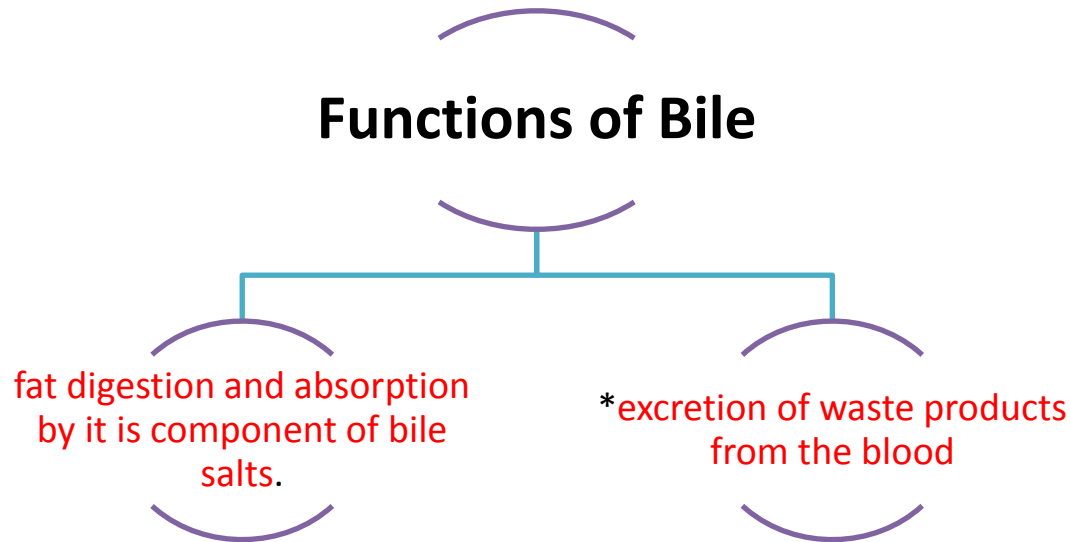 Functions of Bile
fat digestion and absorption
by it is component of bile
salts.
*excretion of waste products
from the blood